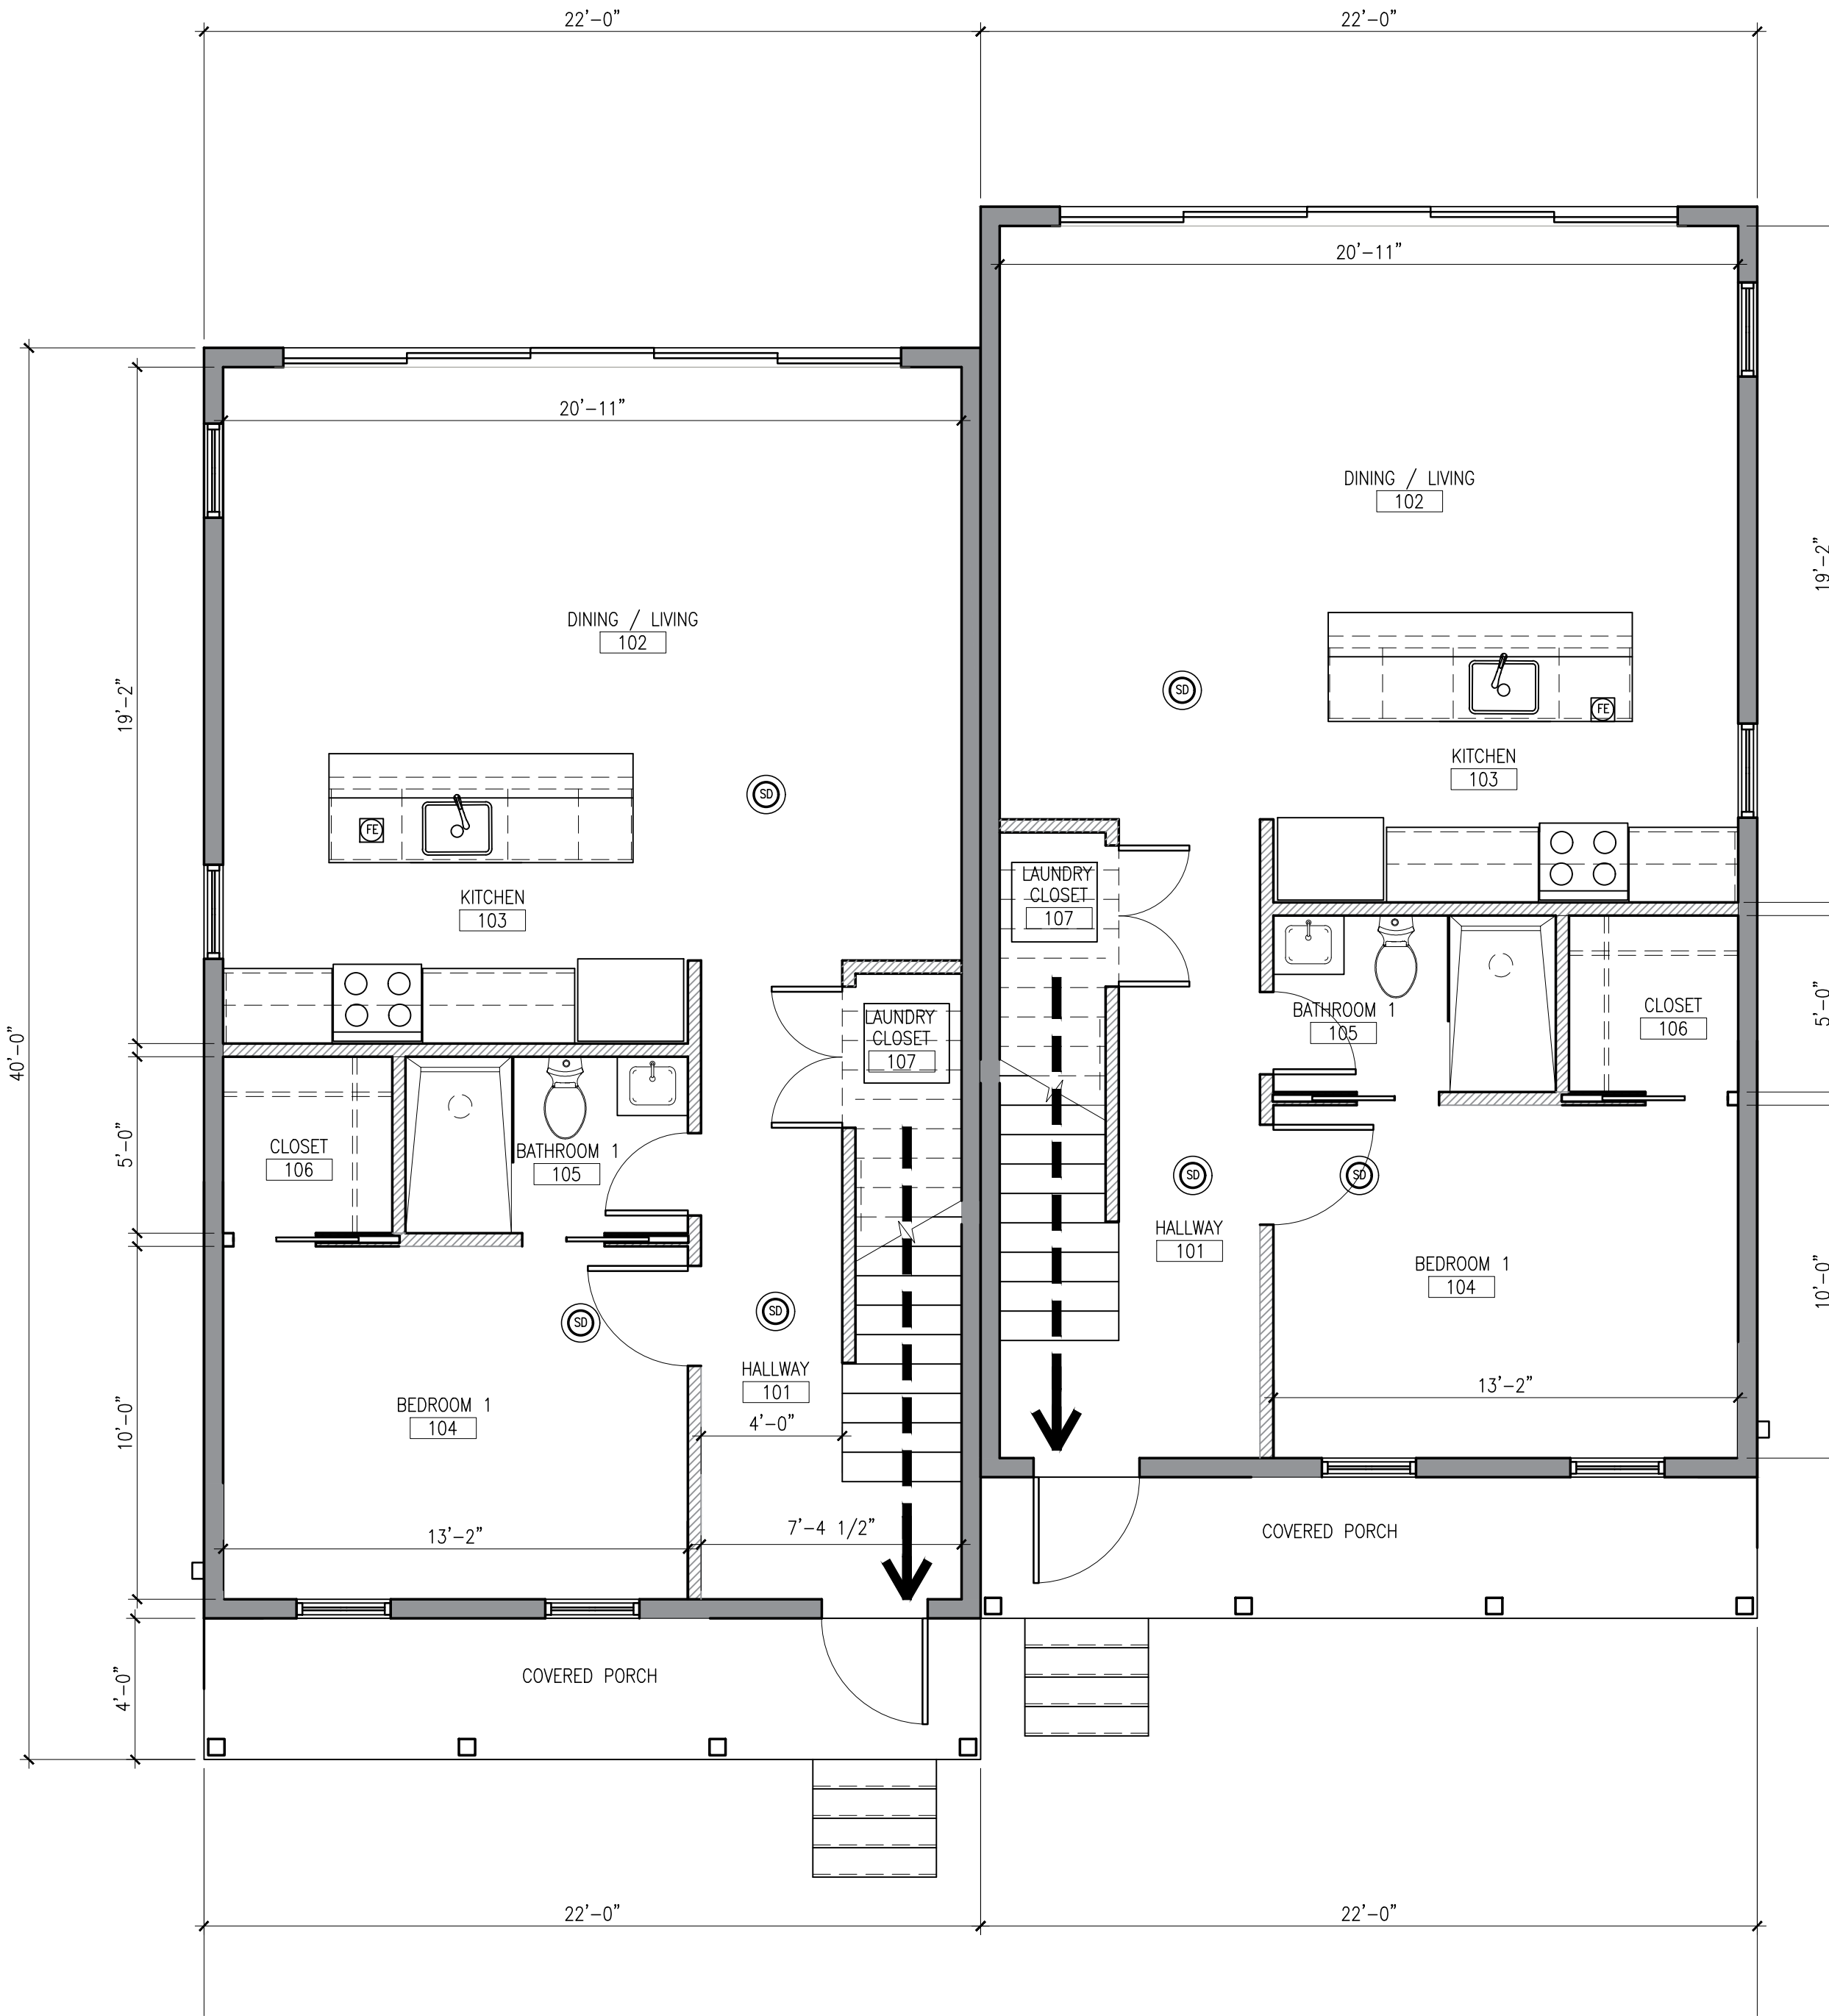 22'-0"
22'-0"
20'-11"
20'-11"
DINING / LIVING
102
19'-2"
SD
FE
KITCHEN
103
LAUNDRY
CLOSET
107
BATHROOM 1
105
CLOSET
106
5'-0"
SD
SD
HALLWAY
101
BEDROOM 1
104
10'-0"
13'-2"
COVERED PORCH
40'-0"
19'-2"
DINING / LIVING
102
SD
FE
KITCHEN
103
LAUNDRY
CLOSET
107
5'-0"
CLOSET
106
BATHROOM 1
105
SD
SD
HALLWAY
101
BEDROOM 1
104
4'-0"
10'-0"
13'-2"
7'-4 1/2"
4'-0"
COVERED PORCH
22'-0"
22'-0"